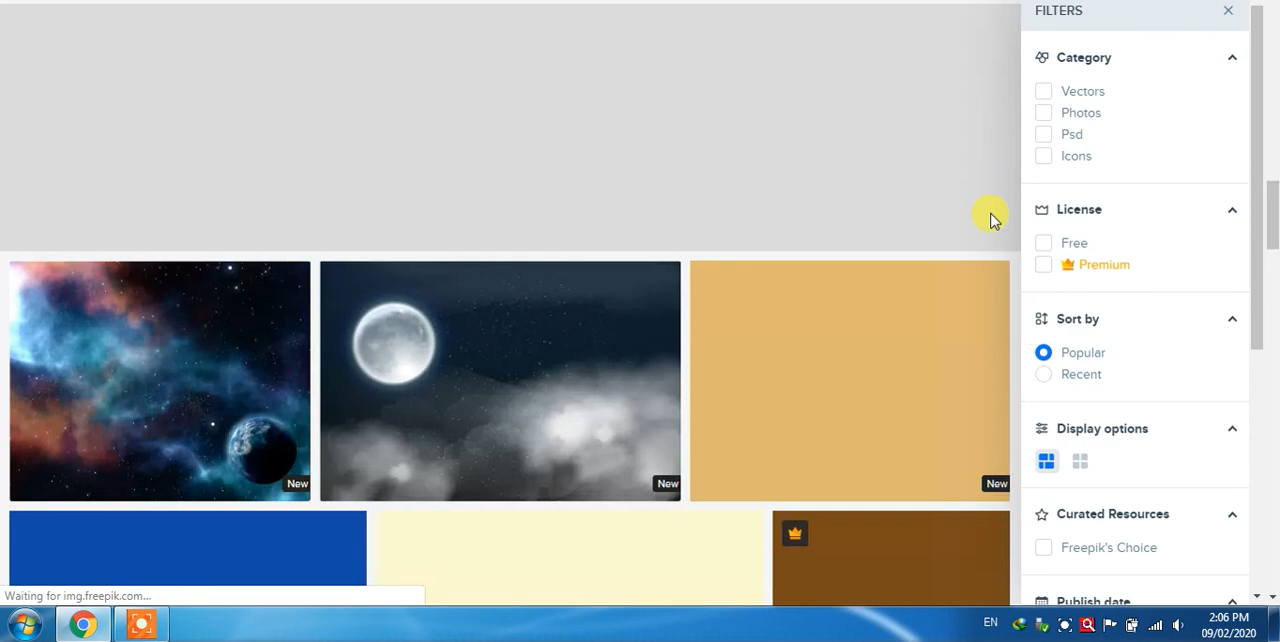 FILTERS
Category
Vectors
Photos
Psd
Icons
License
Free
Premium
Sort by
Popular
Recent
Display options
Curated Resources
Freepik's Choice
Publish date
New
New
New
Waiting for img.freepik.com...
EN
2:06 PM
09/02/2020